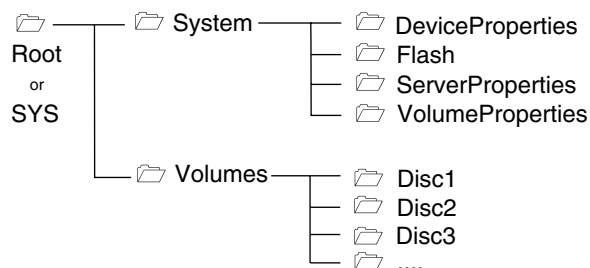 System
DeviceProperties
Root
Flash
or
ServerProperties
SYS
VolumeProperties
Volumes
Disc1
Disc2
Disc3
....